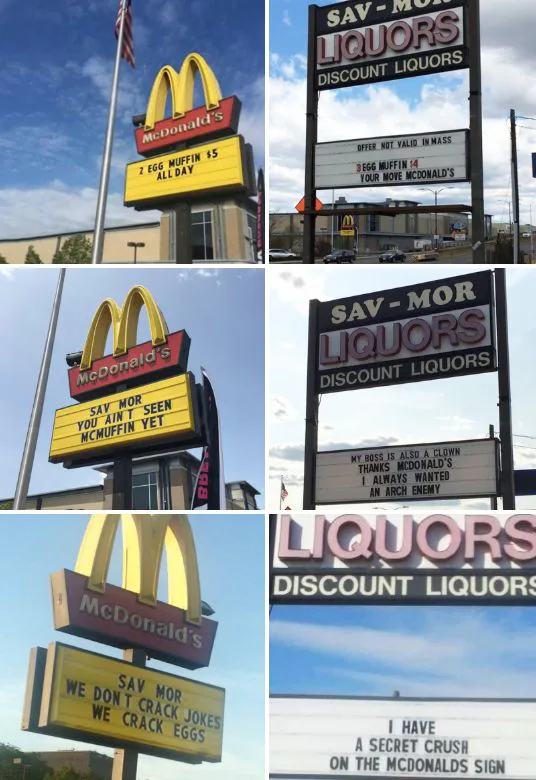 McDonald's
2 EGG MUFFIN $5
ALL DAY
SAV-MOR
LIQUORS
DISCOUNT LIQUORS
OFFER NOT VALID IN MASS
3 EGG MUFFIN $4
YOUR MOVE MCDONALD'S
McDonald's
SAV MOR
YOU AIN'T SEEN
MCMUFFIN YET
SAV-MOR
LIQUORS
DISCOUNT LIQUORS
MY BOSS IS ALSO A CLOWN
THANKS MCDONALD'S
I ALWAYS WANTED
AN ARCH ENEMY
McDonald's
SAV MOR
WE DON'T CRACK JOKES
WE CRACK EGGS
LIQUORS
DISCOUNT LIQUORS
I HAVE
A SECRET CRUSH
ON THE MCDONALDS SIGN